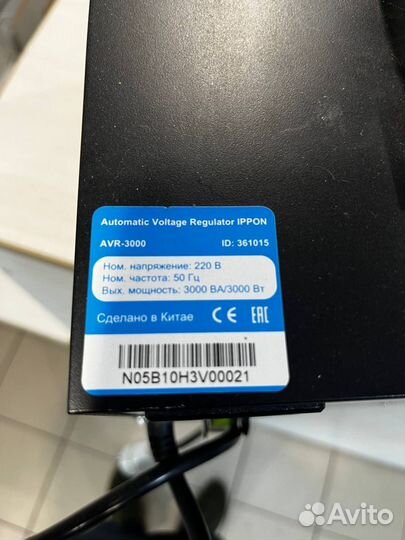 Automatic Voltage Regulator IPPON
AVR-3000 ID: 361015
Ном. напряжение: 220 В
Ном. частота: 50 Гц
Вых. мощность: 3000 ВА/3000 Вт
Сделано в Китае CE EAC
N05B10H3V00021
Avito